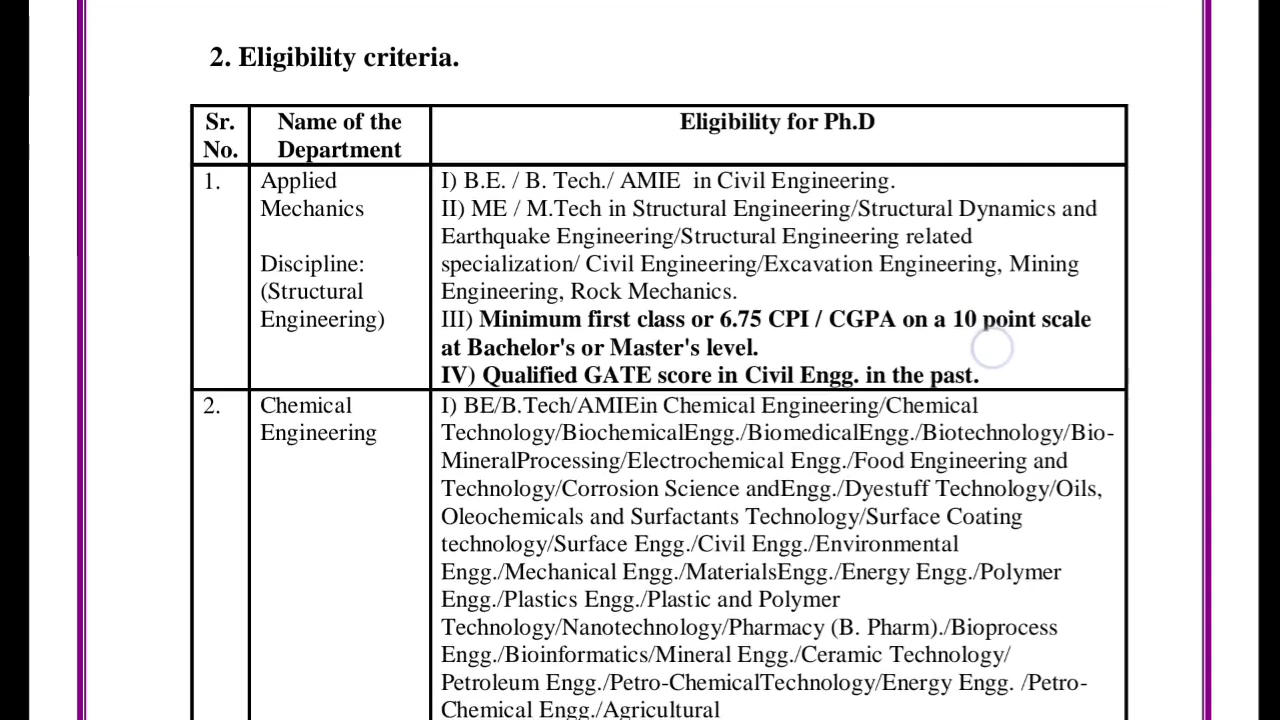 2. Eligibility criteria.
Sr. No.
Name of the Department
Eligibility for Ph.D
1.
Applied
Mechanics
Discipline:
(Structural
Engineering)
I) B.E. / B. Tech./ AMIE  in Civil Engineering.
II) ME / M.Tech in Structural Engineering/Structural Dynamics and
Earthquake Engineering/Structural Engineering related
specialization/ Civil Engineering/Excavation Engineering, Mining
Engineering, Rock Mechanics.
III) Minimum first class or 6.75 CPI / CGPA on a 10 point scale
at Bachelor's or Master's level.
IV) Qualified GATE score in Civil Engg. in the past.
2.
Chemical
Engineering
I) BE/B.Tech/AMIEin Chemical Engineering/Chemical
Technology/BiochemicalEngg./BiomedicalEngg./Biotechnology/Bio-
MineralProcessing/Electrochemical Engg./Food Engineering and
Technology/Corrosion Science andEngg./Dyestuff Technology/Oils,
Oleochemicals and Surfactants Technology/Surface Coating
technology/Surface Engg./Civil Engg./Environmental
Engg./Mechanical Engg./MaterialsEngg./Energy Engg./Polymer
Engg./Plastics Engg./Plastic and Polymer
Technology/Nanotechnology/Pharmacy (B. Pharm)./Bioprocess
Engg./Bioinformatics/Mineral Engg./Ceramic Technology/
Petroleum Engg./Petro-ChemicalTechnology/Energy Engg. /Petro-
Chemical Engg./Agricultural